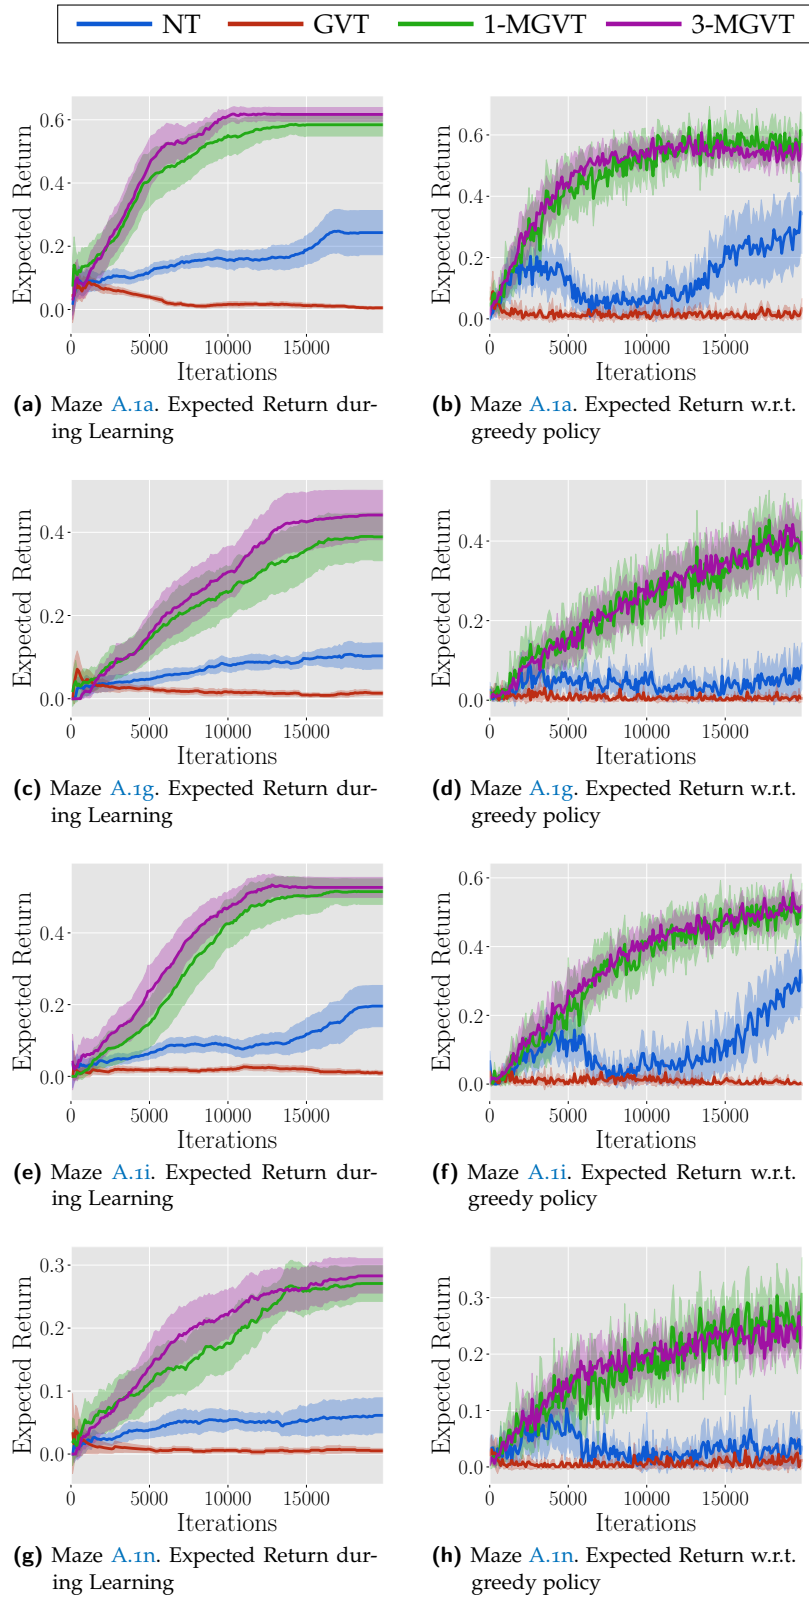 NT GVT 1-MGVT 3-MGVT
Expected Return
0.6
0.4
0.2
0.0
0 5000 10000 15000
Iterations
(a) Maze A.1a. Expected Return dur-
ing Learning
Expected Return
0.6
0.4
0.2
0.0
0 5000 10000 15000
Iterations
(b) Maze A.1a. Expected Return w.r.t.
greedy policy
Expected Return
0.4
0.2
0.0
0 5000 10000 15000
Iterations
(c) Maze A.1g. Expected Return dur-
ing Learning
Expected Return
0.4
0.2
0.0
0 5000 10000 15000
Iterations
(d) Maze A.1g. Expected Return w.r.t.
greedy policy
Expected Return
0.4
0.2
0.0
0 5000 10000 15000
Iterations
(e) Maze A.1i. Expected Return dur-
ing Learning
Expected Return
0.6
0.4
0.2
0.0
0 5000 10000 15000
Iterations
(f) Maze A.1i. Expected Return w.r.t.
greedy policy
Expected Return
0.3
0.2
0.1
0.0
0 5000 10000 15000
Iterations
(g) Maze A.1n. Expected Return dur-
ing Learning
Expected Return
0.3
0.2
0.1
0.0
0 5000 10000 15000
Iterations
(h) Maze A.1n. Expected Return w.r.t.
greedy policy